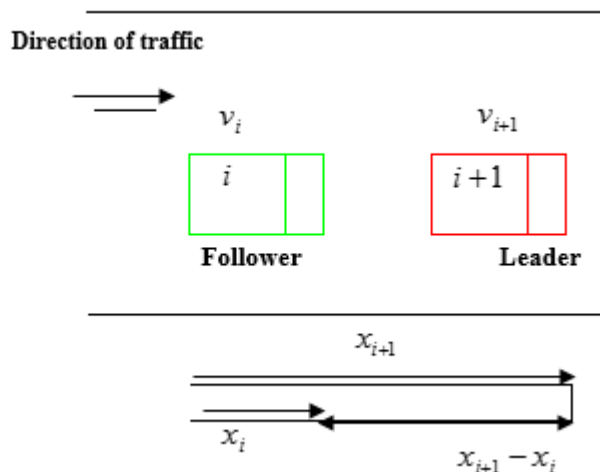 Direction of traffic
v_i v_{i+1}
i i+1
Follower Leader
x_{i+1}
x_i x_{i+1} − x_i